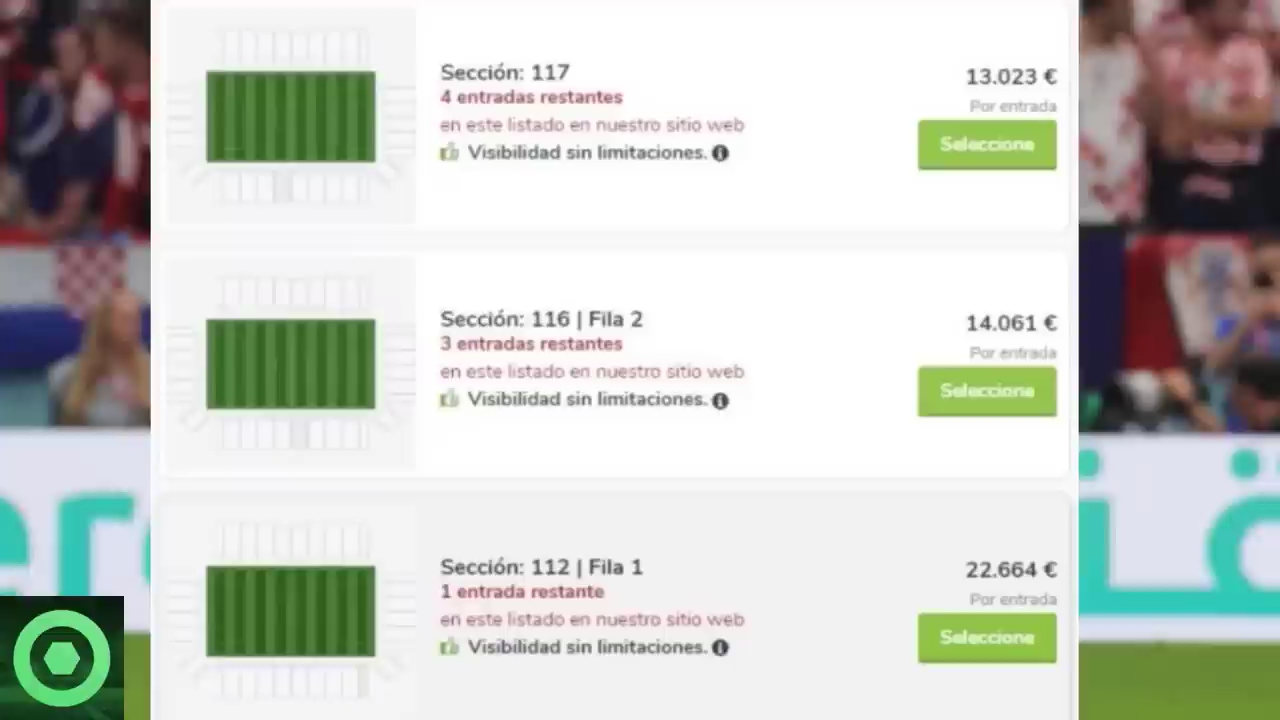 Sección: 117
4 entradas restantes
en este listado en nuestro sitio web
Visibilidad sin limitaciones.
13.023 €
Por entrada
Seleccione
Sección: 116 | Fila 2
3 entradas restantes
en este listado en nuestro sitio web
Visibilidad sin limitaciones.
14.061 €
Por entrada
Seleccione
Sección: 112 | Fila 1
1 entrada restante
en este listado en nuestro sitio web
Visibilidad sin limitaciones.
22.664 €
Por entrada
Seleccione